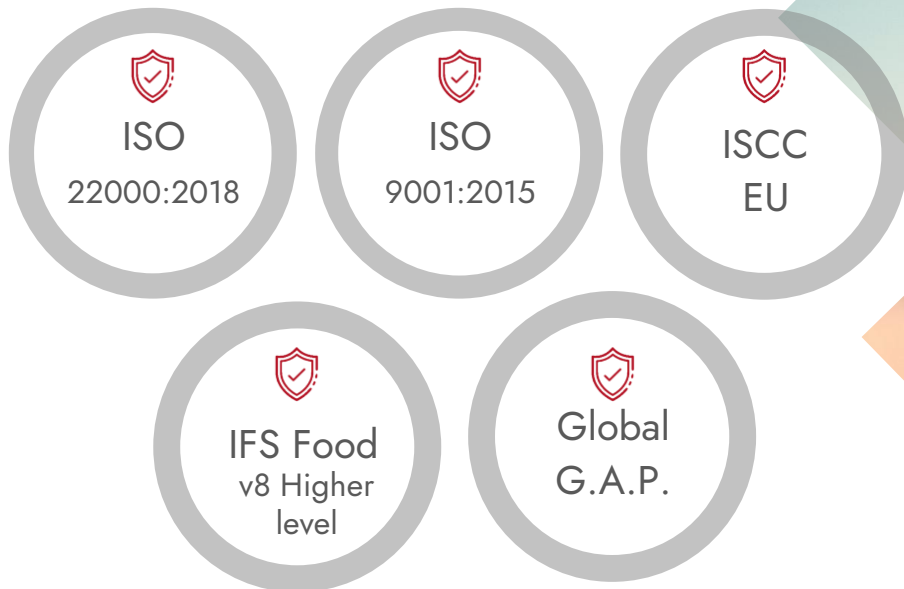 ISO
22000:2018
ISO
9001:2015
ISCC
EU
IFS Food
v8 Higher
level
Global
G.A.P.